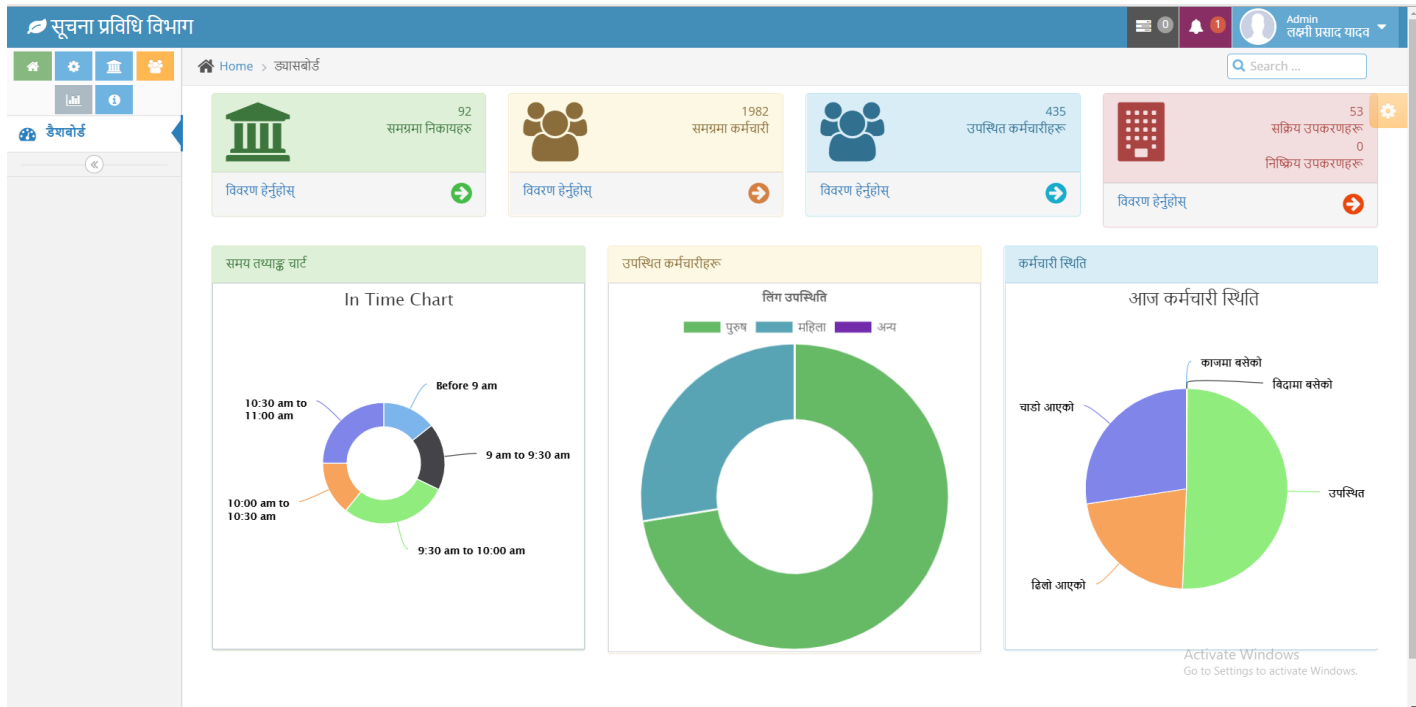 सूचना प्रविधि विभाग
0
1
Admin
लक्ष्मी प्रसाद यादव
Home > ड्यासबोर्ड
Search ...
डैशबोर्ड
92
समग्रमा निकायहरु
विवरण हेर्नुहोस्
1982
समग्रमा कर्मचारी
विवरण हेर्नुहोस्
435
उपस्थित कर्मचारीहरू
विवरण हेर्नुहोस्
53
सक्रिय उपकरणहरू
0
निष्क्रिय उपकरणहरू
विवरण हेर्नुहोस्
समय तथ्याङ्क चार्ट
In Time Chart
Before 9 am
10:30 am to
11:00 am
9 am to 9:30 am
10:00 am to
10:30 am
9:30 am to 10:00 am
उपस्थित कर्मचारीहरू
लिंग उपस्थिति
पुरुष महिला अन्य
कर्मचारी स्थिति
आज कर्मचारी स्थिति
काजमा बसेको
बिदामा बसेको
चाडो आएको
उपस्थित
ढिलो आएको
Activate Windows
Go to Settings to activate Windows.